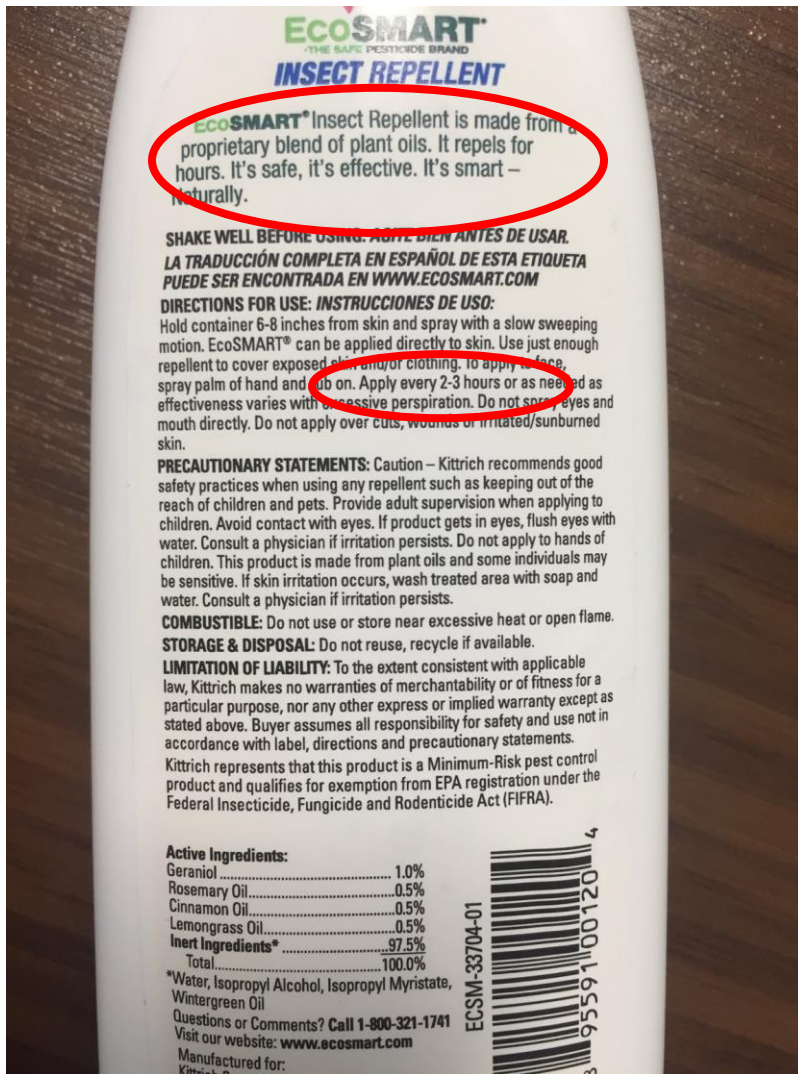 ECOSMART®
·THE SAFE PESTICIDE BRAND
INSECT REPELLENT
ECOSMART® Insect Repellent is made from a
proprietary blend of plant oils. It repels for
hours. It's safe, it's effective. It's smart –
Naturally.
SHAKE WELL BEFORE USING. AGITE BIEN ANTES DE USAR.
LA TRADUCCIÓN COMPLETA EN ESPAÑOL DE ESTA ETIQUETA
PUEDE SER ENCONTRADA EN WWW.ECOSMART.COM
DIRECTIONS FOR USE: INSTRUCCIONES DE USO:
Hold container 6-8 inches from skin and spray with a slow sweeping
motion. EcoSMART® can be applied directly to skin. Use just enough
repellent to cover exposed skin and/or clothing. To apply to face,
spray palm of hand and rub on. Apply every 2-3 hours or as needed as
effectiveness varies with excessive perspiration. Do not spray eyes and
mouth directly. Do not apply over cuts, wounds or irritated/sunburned
skin.
PRECAUTIONARY STATEMENTS: Caution – Kittrich recommends good
safety practices when using any repellent such as keeping out of the
reach of children and pets. Provide adult supervision when applying to
children. Avoid contact with eyes. If product gets in eyes, flush eyes with
water. Consult a physician if irritation persists. Do not apply to hands of
children. This product is made from plant oils and some individuals may
be sensitive. If skin irritation occurs, wash treated area with soap and
water. Consult a physician if irritation persists.
COMBUSTIBLE: Do not use or store near excessive heat or open flame.
STORAGE & DISPOSAL: Do not reuse, recycle if available.
LIMITATION OF LIABILITY: To the extent consistent with applicable
law, Kittrich makes no warranties of merchantability or of fitness for a
particular purpose, nor any other express or implied warranty except as
stated above. Buyer assumes all responsibility for safety and use not in
accordance with label, directions and precautionary statements.
Kittrich represents that this product is a Minimum-Risk pest control
product and qualifies for exemption from EPA registration under the
Federal Insecticide, Fungicide and Rodenticide Act (FIFRA).
Active Ingredients:
Geraniol.......................................... 1.0%
Rosemary Oil....................................0.5%
Cinnamon Oil....................................0.5%
Lemongrass Oil.................................0.5%
Inert Ingredients* ..........................97.5%
Total........................................100.0%
*Water, Isopropyl Alcohol, Isopropyl Myristate,
Wintergreen Oil
Questions or Comments? Call 1-800-321-1741
Visit our website: www.ecosmart.com
Manufactured for:
ECSM-33704-01
95591 00120 4